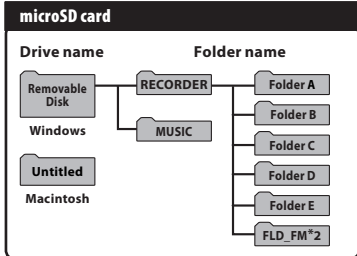 microSD card
Drive name
Folder name
Removable
Disk
Windows
RECORDER
MUSIC
Folder A
Folder B
Folder C
Folder D
Folder E
FLD_FM*2
Untitled
Macintosh